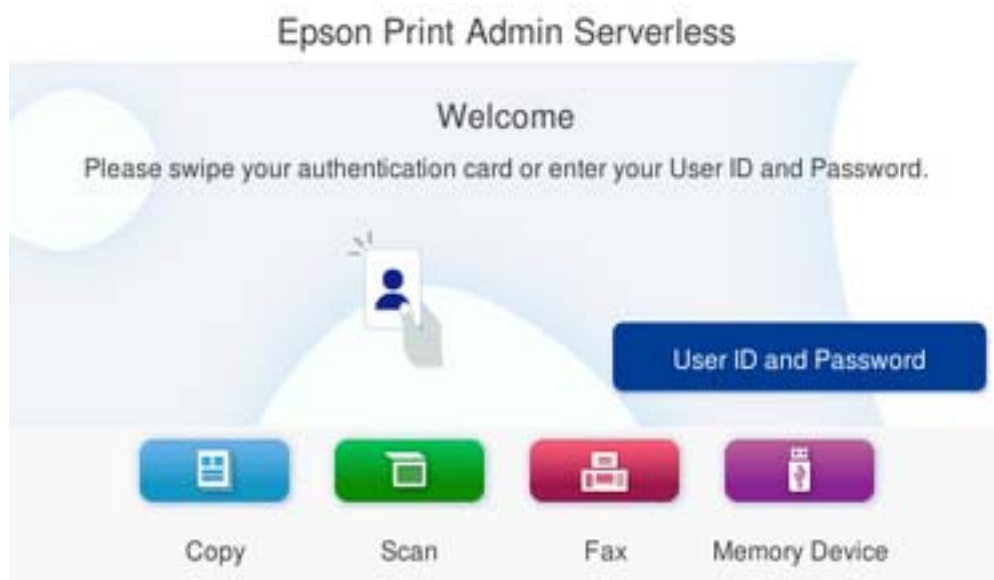 Epson Print Admin Serverless
Welcome
Please swipe your authentication card or enter your User ID and Password.
User ID and Password
Copy
Scan
Fax
Memory Device